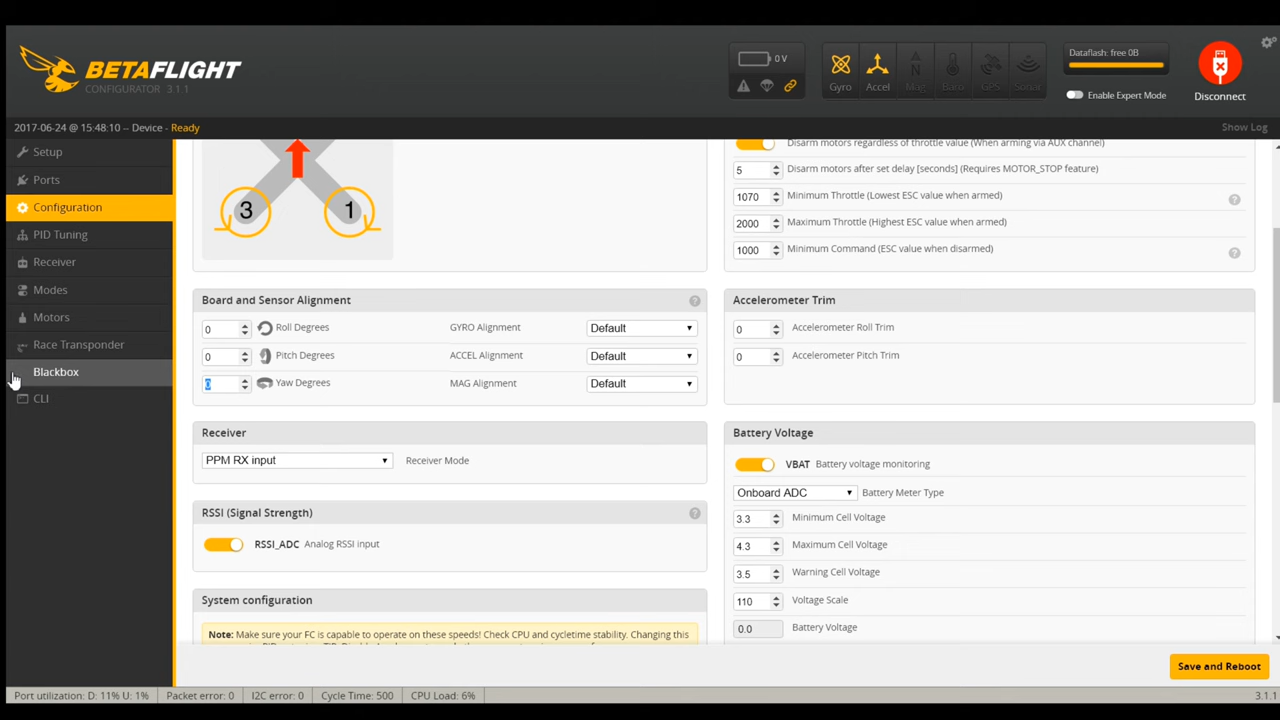 BETAFLIGHT
CONFIGURATOR 3.1.1
0 V
Gyro Accel Mag Baro GPS Sonar
Dataflash: free 0B
Enable Expert Mode
Disconnect
2017-06-24 @ 15:48:10 -- Device - Ready
Show Log
Setup
Ports
Configuration
PID Tuning
Receiver
Modes
Motors
Race Transponder
Blackbox
CLI
3 1
Disarm motors regardless of throttle value (When arming via AUX channel)
5 Disarm motors after set delay [seconds] (Requires MOTOR_STOP feature)
1070 Minimum Throttle (Lowest ESC value when armed)
2000 Maximum Throttle (Highest ESC value when armed)
1000 Minimum Command (ESC value when disarmed)
Board and Sensor Alignment
0 Roll Degrees GYRO Alignment Default
0 Pitch Degrees ACCEL Alignment Default
0 Yaw Degrees MAG Alignment Default
Accelerometer Trim
0 Accelerometer Roll Trim
0 Accelerometer Pitch Trim
Receiver
PPM RX input Receiver Mode
RSSI (Signal Strength)
RSSI_ADC Analog RSSI input
System configuration
Note: Make sure your FC is capable to operate on these speeds! Check CPU and cycletime stability. Changing this
Battery Voltage
VBAT Battery voltage monitoring
Onboard ADC Battery Meter Type
3.3 Minimum Cell Voltage
4.3 Maximum Cell Voltage
3.5 Warning Cell Voltage
110 Voltage Scale
0.0 Battery Voltage
Save and Reboot
Port utilization: D: 11% U: 1% Packet error: 0 I2C error: 0 Cycle Time: 500 CPU Load: 6% 3.1.1